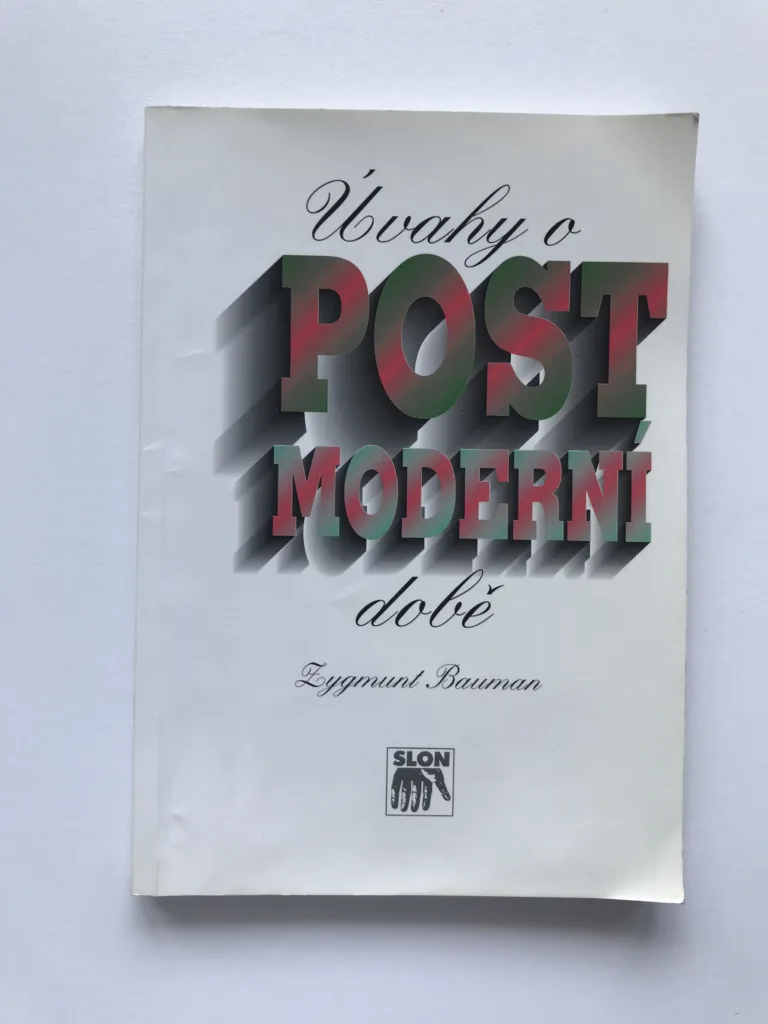 Úvahy o
POST
MODERNÍ
době
Zygmunt Bauman
SLON